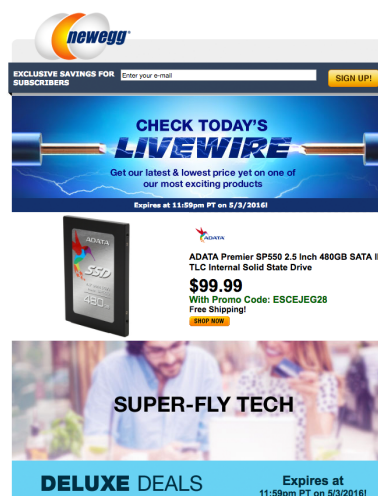 newegg
EXCLUSIVE SAVINGS FOR
SUBSCRIBERS
Enter your e-mail
SIGN UP!
CHECK TODAY'S
LIVEWIRE
Get our latest & lowest price yet on one of
our most exciting products
Expires at 11:59pm PT on 5/3/2016!
ADATA
SSD
480
ADATA
ADATA Premier SP550 2.5 Inch 480GB SATA
TLC Internal Solid State Drive
$99.99
With Promo Code: ESCEJEG28
Free Shipping!
SHOP NOW
SUPER-FLY TECH
DELUXE DEALS
Expires at
11:59pm PT on 5/3/2016!